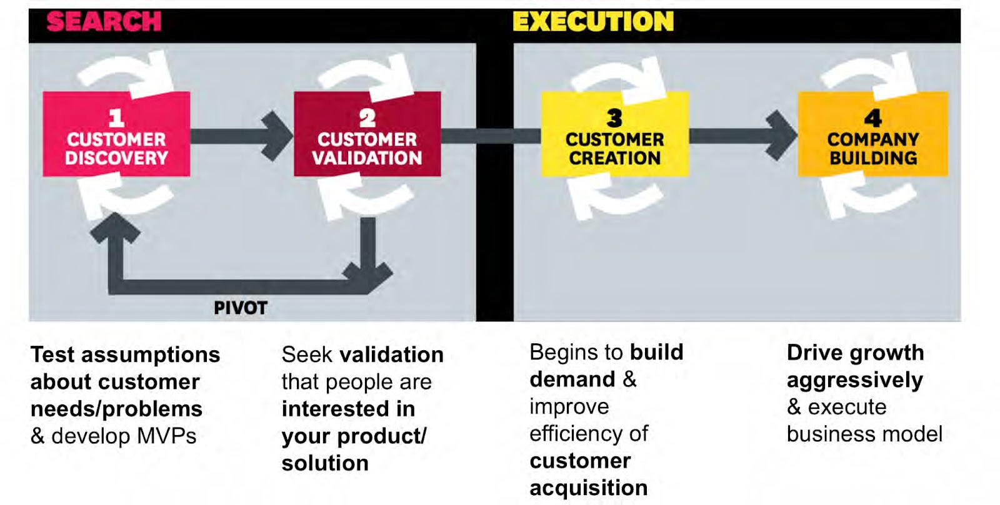 SEARCH
EXECUTION
1
CUSTOMER
DISCOVERY
2
CUSTOMER
VALIDATION
3
CUSTOMER
CREATION
4
COMPANY
BUILDING
PIVOT
Test assumptions
about customer
needs/problems
& develop MVPs
Seek validation
that people are
interested in
your product/
solution
Begins to build
demand &
improve
efficiency of
customer
acquisition
Drive growth
aggressively
& execute
business model